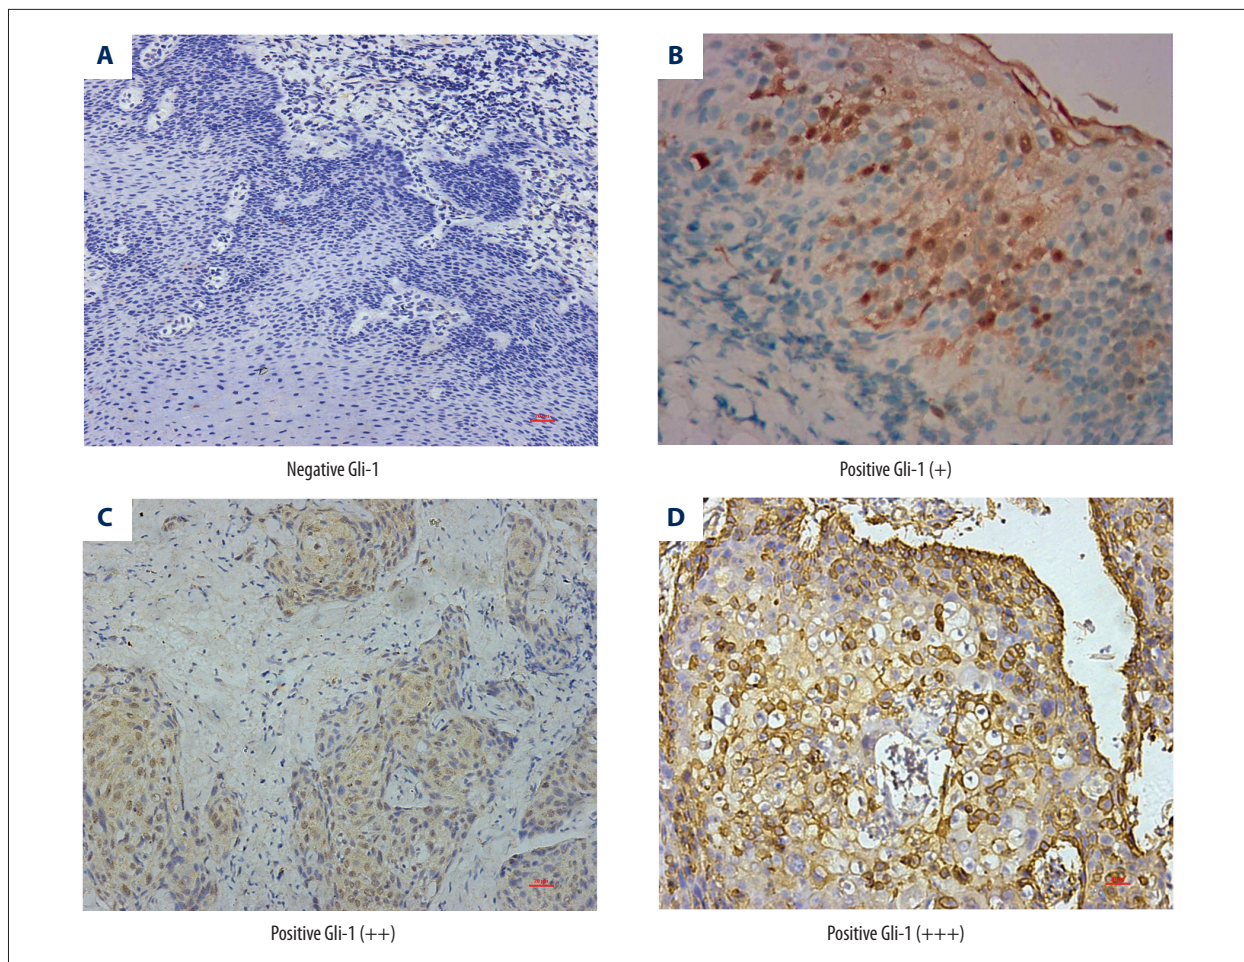 A
B
Negative Gli-1
Positive Gli-1 (+)
C
D
Positive Gli-1 (++)
Positive Gli-1 (+++)